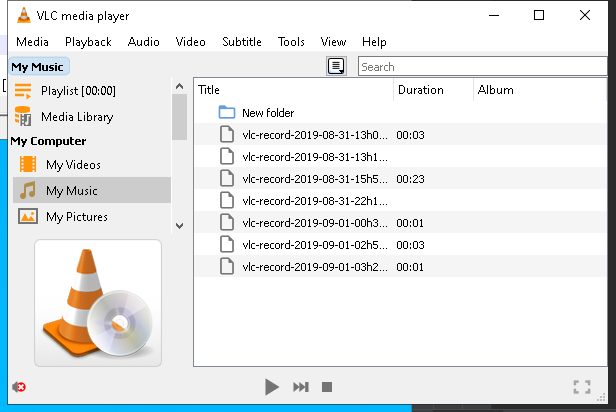 VLC media player
Media Playback Audio Video Subtitle Tools View Help
My Music
Search
Playlist [00:00]
Media Library
My Computer
My Videos
My Music
My Pictures
Title Duration Album
New folder
vlc-record-2019-08-31-13h0... 00:03
vlc-record-2019-08-31-13h1...
vlc-record-2019-08-31-15h5... 00:23
vlc-record-2019-08-31-22h1...
vlc-record-2019-09-01-00h3... 00:01
vlc-record-2019-09-01-02h5... 00:03
vlc-record-2019-09-01-03h2... 00:01